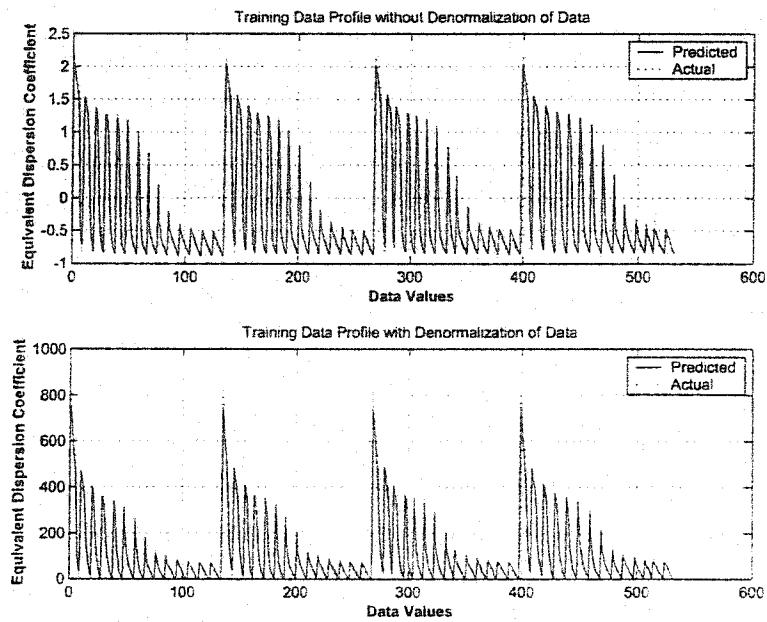 Training Data Profile without Denormalization of Data
Equivalent Dispersion Coefficient
2.5
2
1.5
1
0.5
0
-0.5
-1
Predicted
Actual
0 100 200 300 400 500 600
Data Values
Training Data Profile with Denormalization of Data
Equivalent Dispersion Coefficient
1000
800
600
400
200
0
Predicted
Actual
0 100 200 300 400 500 600
Data Values